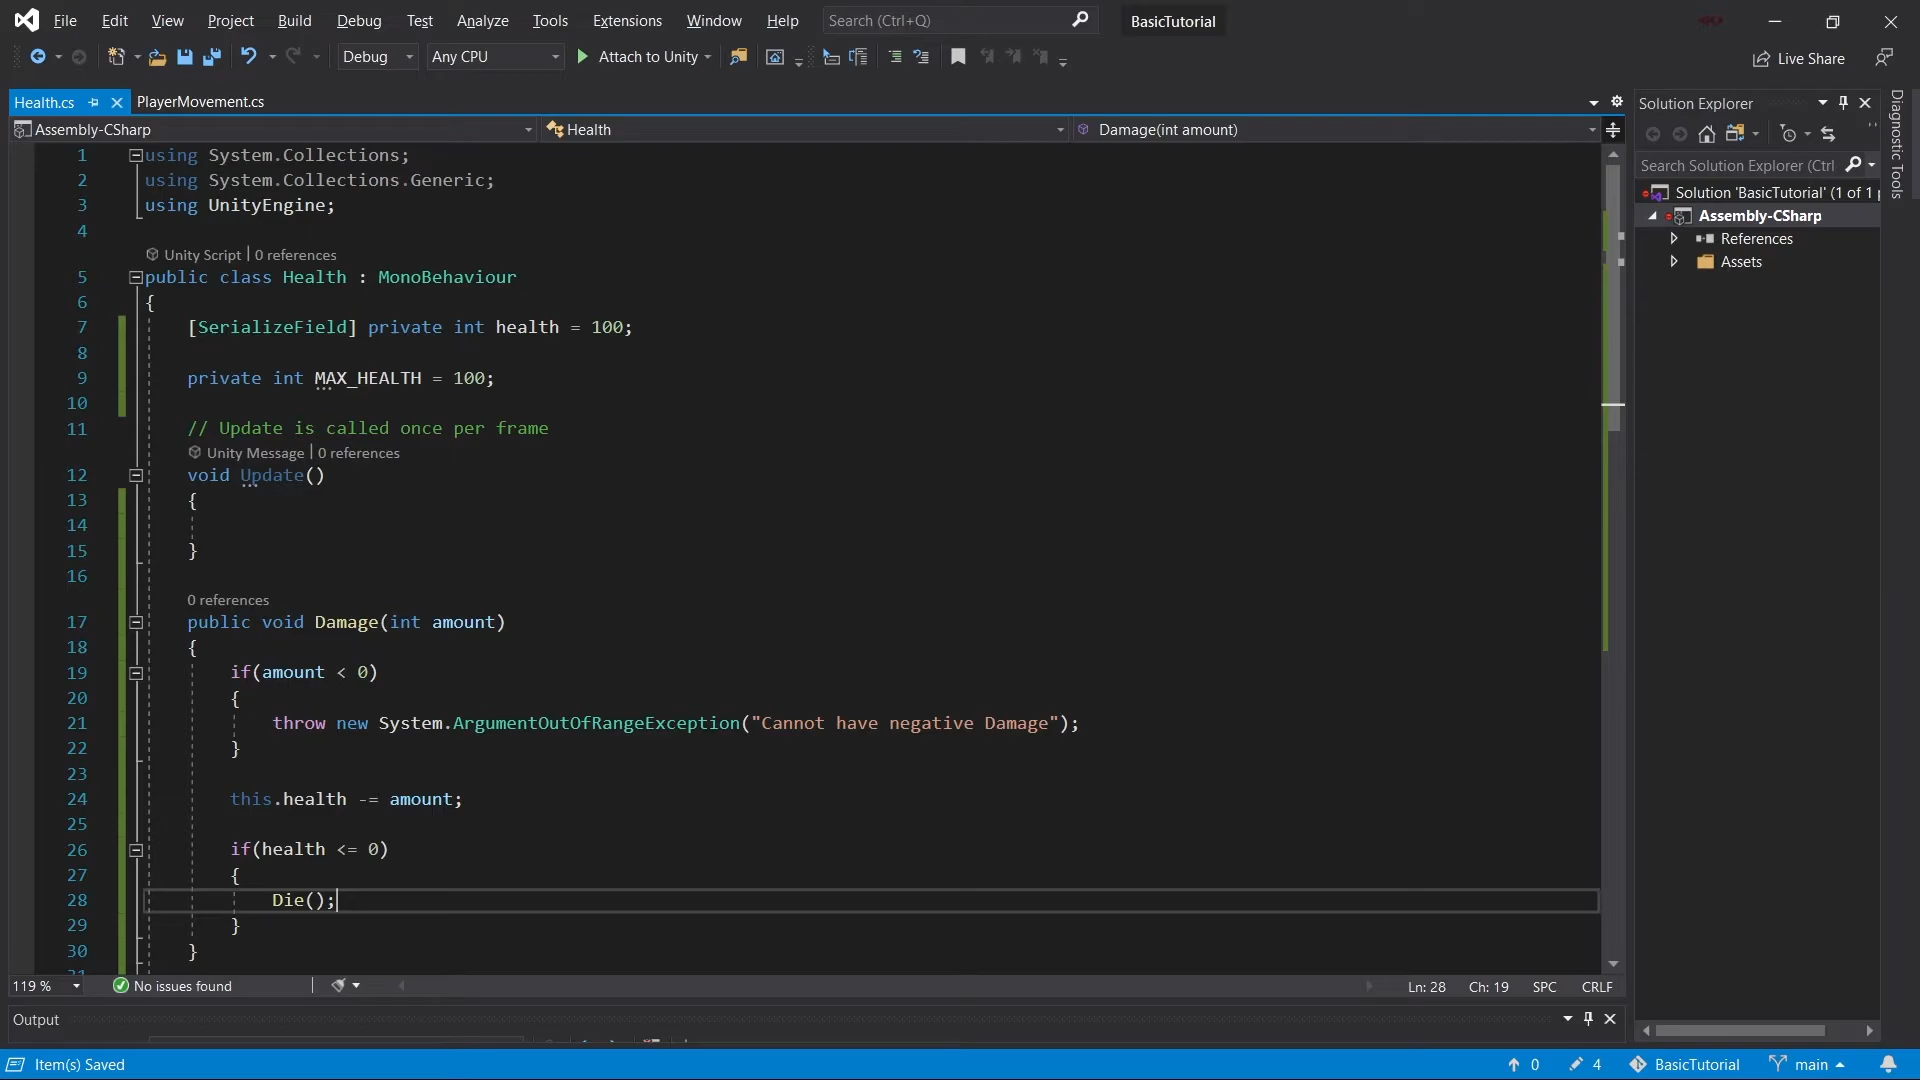 File Edit View Project Build Debug Test Analyze Tools Extensions Window Help Search (Ctrl+Q) BasicTutorial
Debug Any CPU Attach to Unity Live Share
Health.cs PlayerMovement.cs
Assembly-CSharp Health Damage(int amount)
1 using System.Collections;
2 using System.Collections.Generic;
3 using UnityEngine;
4
Unity Script | 0 references
5 public class Health : MonoBehaviour
6 {
7 [SerializeField] private int health = 100;
8
9 private int MAX_HEALTH = 100;
10
11 // Update is called once per frame
Unity Message | 0 references
12 void Update()
13 {
14
15 }
16
0 references
17 public void Damage(int amount)
18 {
19 if(amount < 0)
20 {
21 throw new System.ArgumentOutOfRangeException("Cannot have negative Damage");
22 }
23
24 this.health -= amount;
25
26 if(health <= 0)
27 {
28 Die();
29 }
30 }
119 % No issues found Ln: 28 Ch: 19 SPC CRLF
Output
Solution Explorer
Search Solution Explorer (Ctrl
Solution 'BasicTutorial' (1 of 1
Assembly-CSharp
References
Assets
Diagnostic Tools
Item(s) Saved 0 4 BasicTutorial main